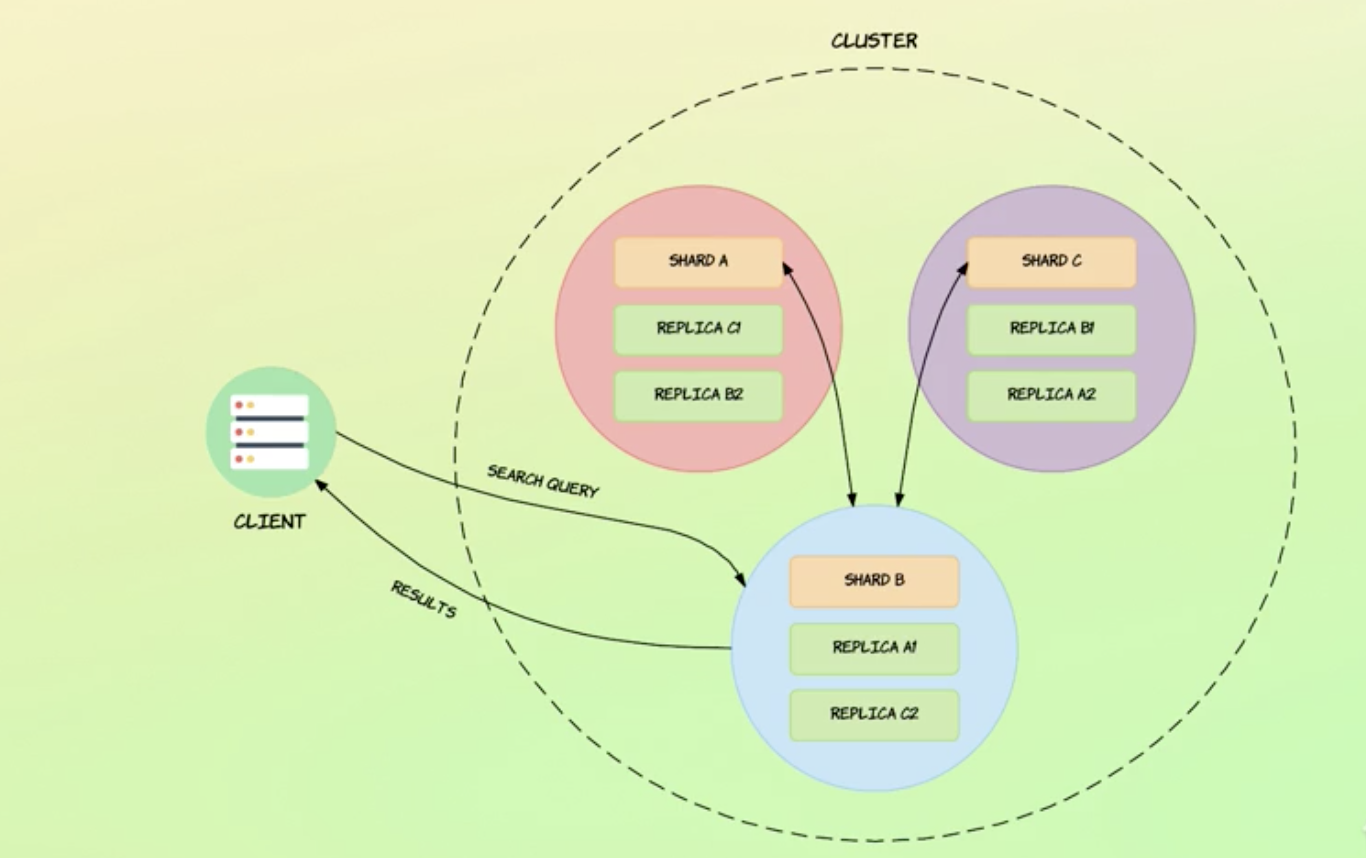 CLUSTER
SHARD A
REPLICA C1
REPLICA B2
SHARD C
REPLICA B1
REPLICA A2
SEARCH QUERY
CLIENT
RESULTS
SHARD B
REPLICA A1
REPLICA C2